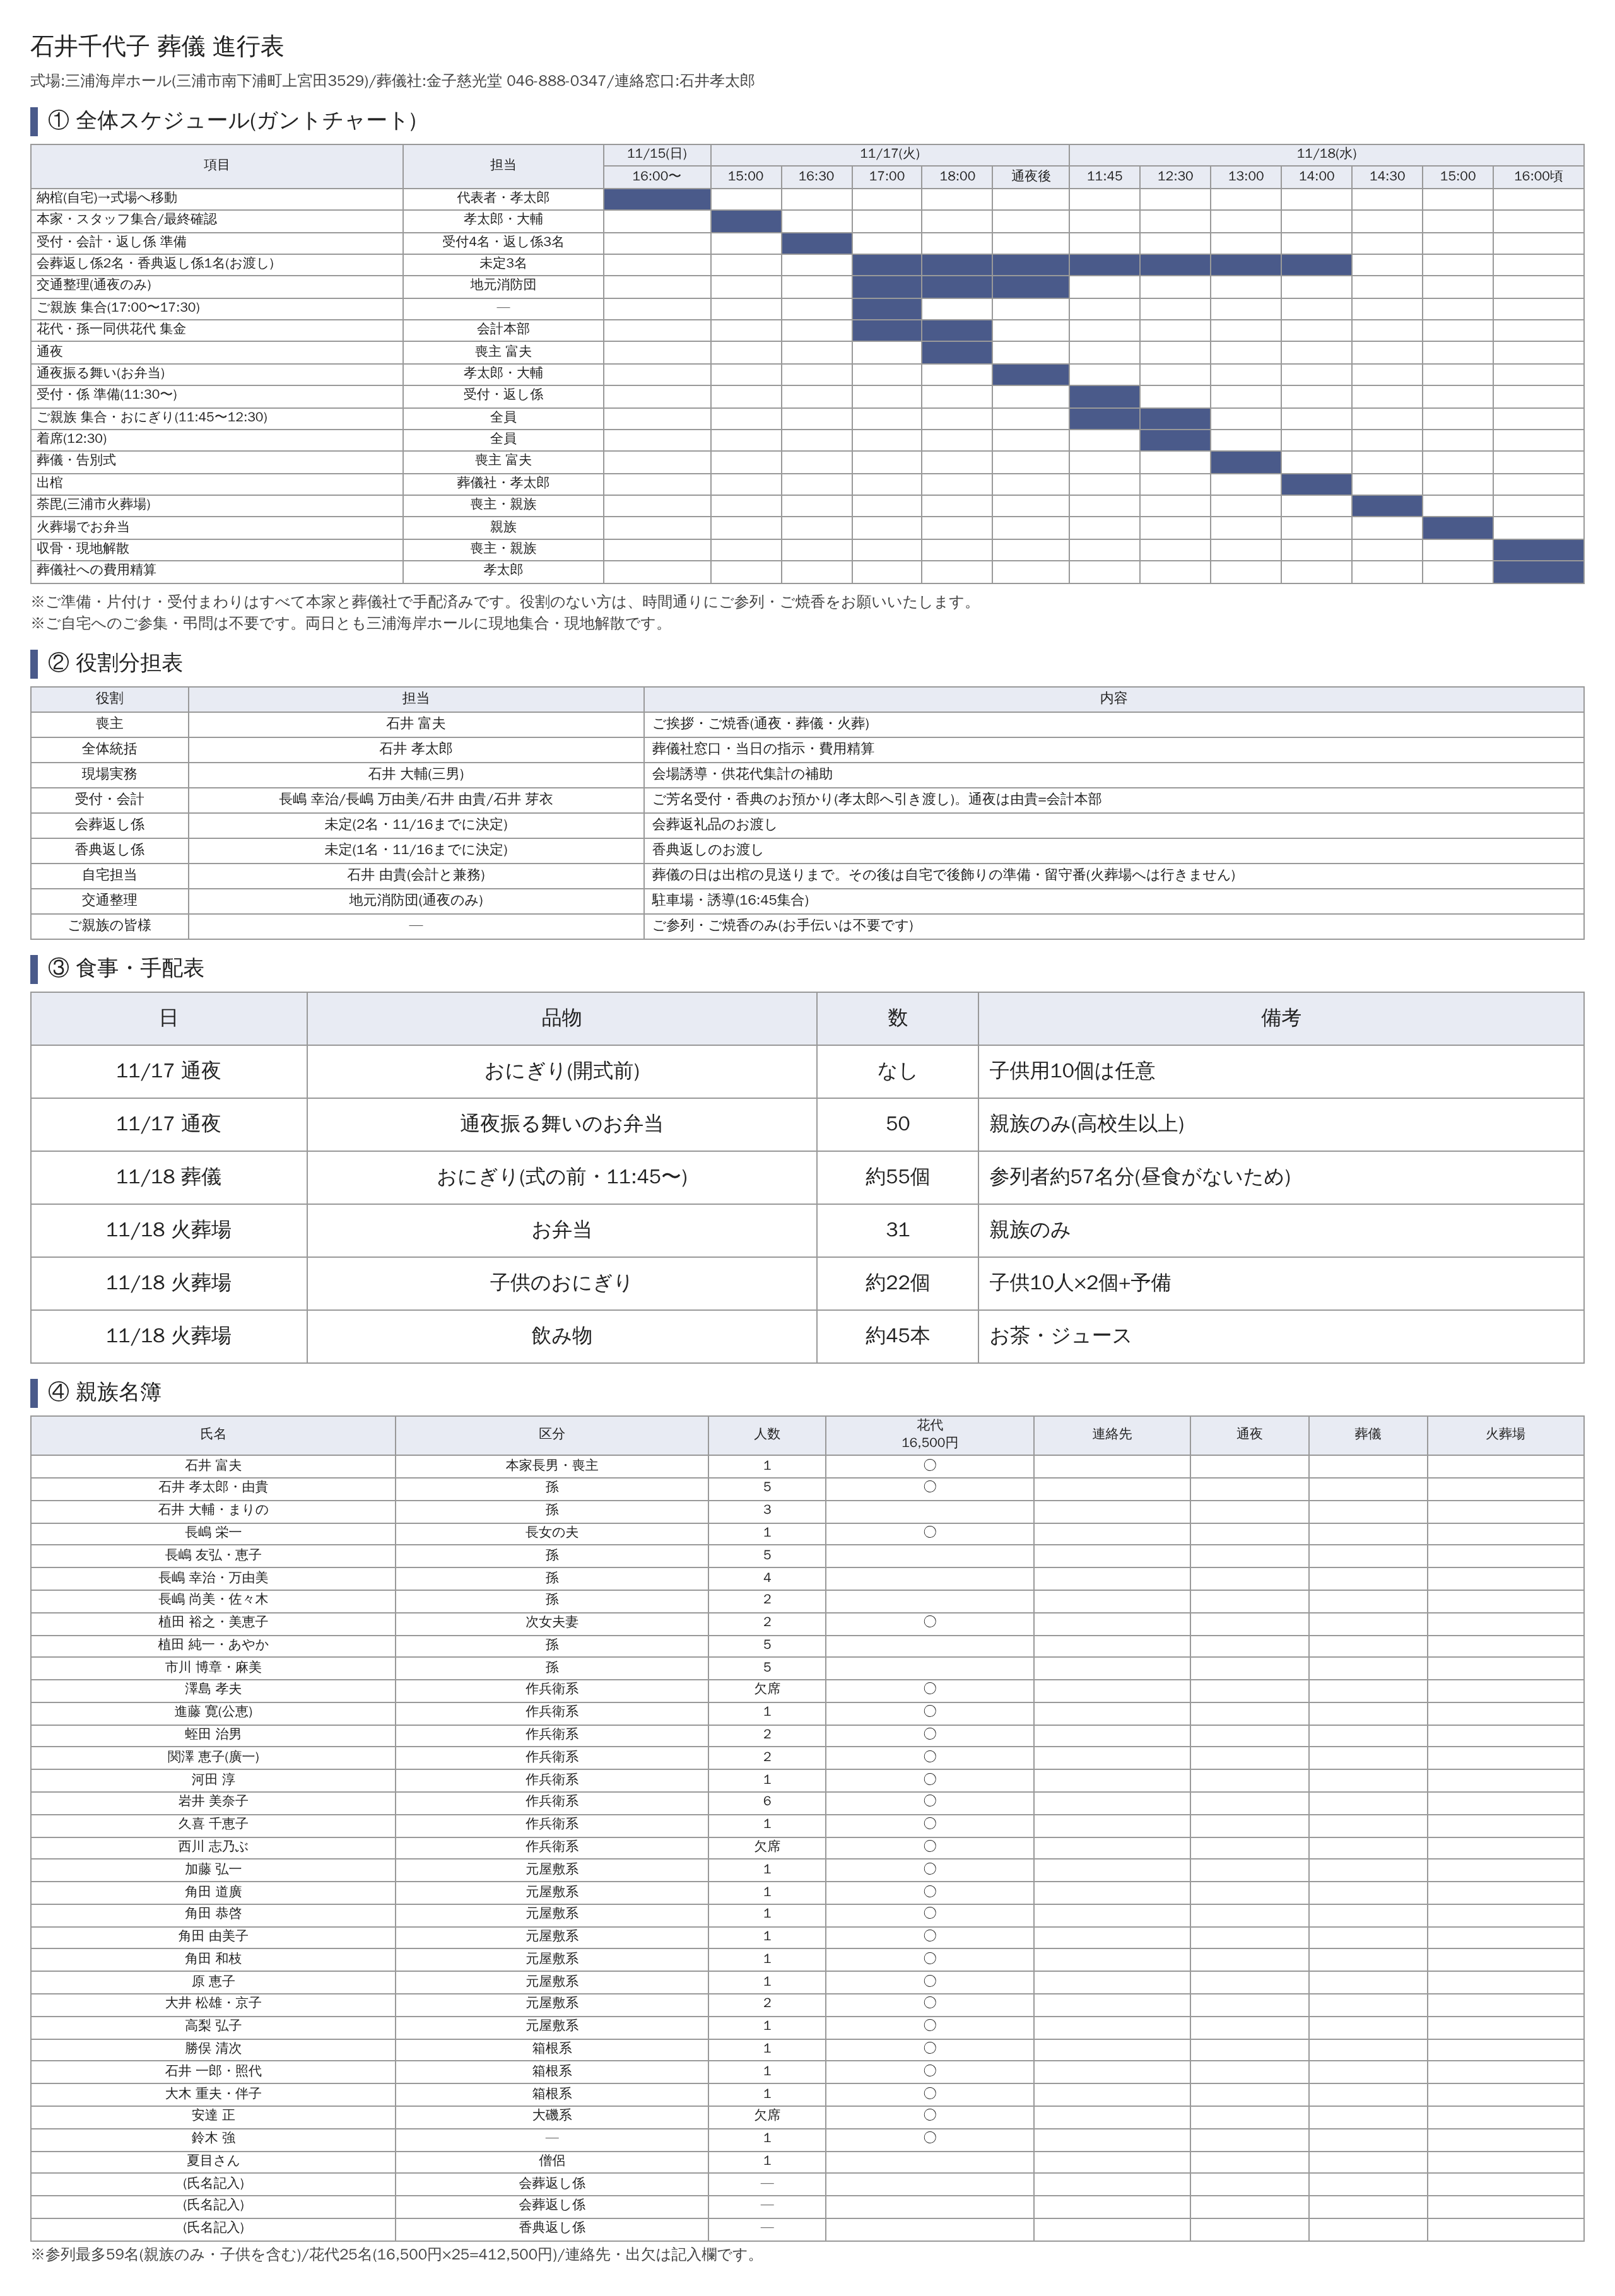 石井千代子 葬儀 進行表
式場:三浦海岸ホール(三浦市南下浦町上宮田3529)/葬儀社:金子慈光堂 046-888-0347/連絡窓口:石井孝太郎
① 全体スケジュール(ガントチャート)
項目 担当 11/15(日) 11/17(火) 11/18(水)
16:00〜 15:00 16:30 17:00 18:00 通夜後 11:45 12:30 13:00 14:00 14:30 15:00 16:00頃
納棺(自宅)→式場へ移動 代表者・孝太郎
本家・スタッフ集合/最終確認 孝太郎・大輔
受付・会計・返し係 準備 受付4名・返し係3名
会葬返し係2名・香典返し係1名(お渡し) 未定3名
交通整理(通夜のみ) 地元消防団
ご親族 集合(17:00〜17:30) —
花代・孫一同供花代 集金 会計本部
通夜 喪主 富夫
通夜振る舞い(お弁当) 孝太郎・大輔
受付・係 準備(11:30〜) 受付・返し係
ご親族 集合・おにぎり(11:45〜12:30) 全員
着席(12:30) 全員
葬儀・告別式 喪主 富夫
出棺 葬儀社・孝太郎
荼毘(三浦市火葬場) 喪主・親族
火葬場でお弁当 親族
収骨・現地解散 喪主・親族
葬儀社への費用精算 孝太郎
※ご準備・片付け・受付まわりはすべて本家と葬儀社で手配済みです。役割のない方は、時間通りにご参列・ご焼香をお願いいたします。
※ご自宅へのご参集・弔問は不要です。両日とも三浦海岸ホールに現地集合・現地解散です。
② 役割分担表
役割 担当 内容
喪主 石井 富夫 ご挨拶・ご焼香(通夜・葬儀・火葬)
全体統括 石井 孝太郎 葬儀社窓口・当日の指示・費用精算
現場実務 石井 大輔(三男) 会場誘導・供花代集計の補助
受付・会計 長嶋 幸治/長嶋 万由美/石井 由貴/石井 芽衣 ご芳名受付・香典のお預かり(孝太郎へ引き渡し)。通夜は由貴=会計本部
会葬返し係 未定(2名・11/16までに決定) 会葬返礼品のお渡し
香典返し係 未定(1名・11/16までに決定) 香典返しのお渡し
自宅担当 石井 由貴(会計と兼務) 葬儀の日は出棺の見送りまで。その後は自宅で後飾りの準備・留守番(火葬場へは行きません)
交通整理 地元消防団(通夜のみ) 駐車場・誘導(16:45集合)
ご親族の皆様 — ご参列・ご焼香のみ(お手伝いは不要です)
③ 食事・手配表
日 品物 数 備考
11/17 通夜 おにぎり(開式前) なし 子供用10個は任意
11/17 通夜 通夜振る舞いのお弁当 50 親族のみ(高校生以上)
11/18 葬儀 おにぎり(式の前・11:45〜) 約55個 参列者約57名分(昼食がないため)
11/18 火葬場 お弁当 31 親族のみ
11/18 火葬場 子供のおにぎり 約22個 子供10人×2個+予備
11/18 火葬場 飲み物 約45本 お茶・ジュース
④ 親族名簿
氏名 区分 人数 花代 16,500円 連絡先 通夜 葬儀 火葬場
石井 富夫 本家長男・喪主 1 〇
石井 孝太郎・由貴 孫 5 〇
石井 大輔・まりの 孫 3
長嶋 栄一 長女の夫 1 〇
長嶋 友弘・恵子 孫 5
長嶋 幸治・万由美 孫 4
長嶋 尚美・佐々木 孫 2
植田 裕之・美恵子 次女夫妻 2 〇
植田 純一・あやか 孫 5
市川 博章・麻美 孫 5
澤島 孝夫 作兵衛系 欠席 〇
進藤 寛(公恵) 作兵衛系 1 〇
蛭田 治男 作兵衛系 2 〇
関澤 恵子(廣一) 作兵衛系 2 〇
河田 淳 作兵衛系 1 〇
岩井 美奈子 作兵衛系 6 〇
久喜 千恵子 作兵衛系 1 〇
西川 志乃ぶ 作兵衛系 欠席 〇
加藤 弘一 元屋敷系 1 〇
角田 道廣 元屋敷系 1 〇
角田 恭啓 元屋敷系 1 〇
角田 由美子 元屋敷系 1 〇
角田 和枝 元屋敷系 1 〇
原 恵子 元屋敷系 1 〇
大井 松雄・京子 元屋敷系 2 〇
高梨 弘子 元屋敷系 1 〇
勝俣 清次 箱根系 1 〇
石井 一郎・照代 箱根系 1 〇
大木 重夫・伴子 箱根系 1 〇
安達 正 大磯系 欠席 〇
鈴木 強 — 1 〇
夏目さん 僧侶 1
(氏名記入) 会葬返し係 —
(氏名記入) 会葬返し係 —
(氏名記入) 香典返し係 —
※参列最多59名(親族のみ・子供を含む)/花代25名(16,500円×25=412,500円)/連絡先・出欠は記入欄です。